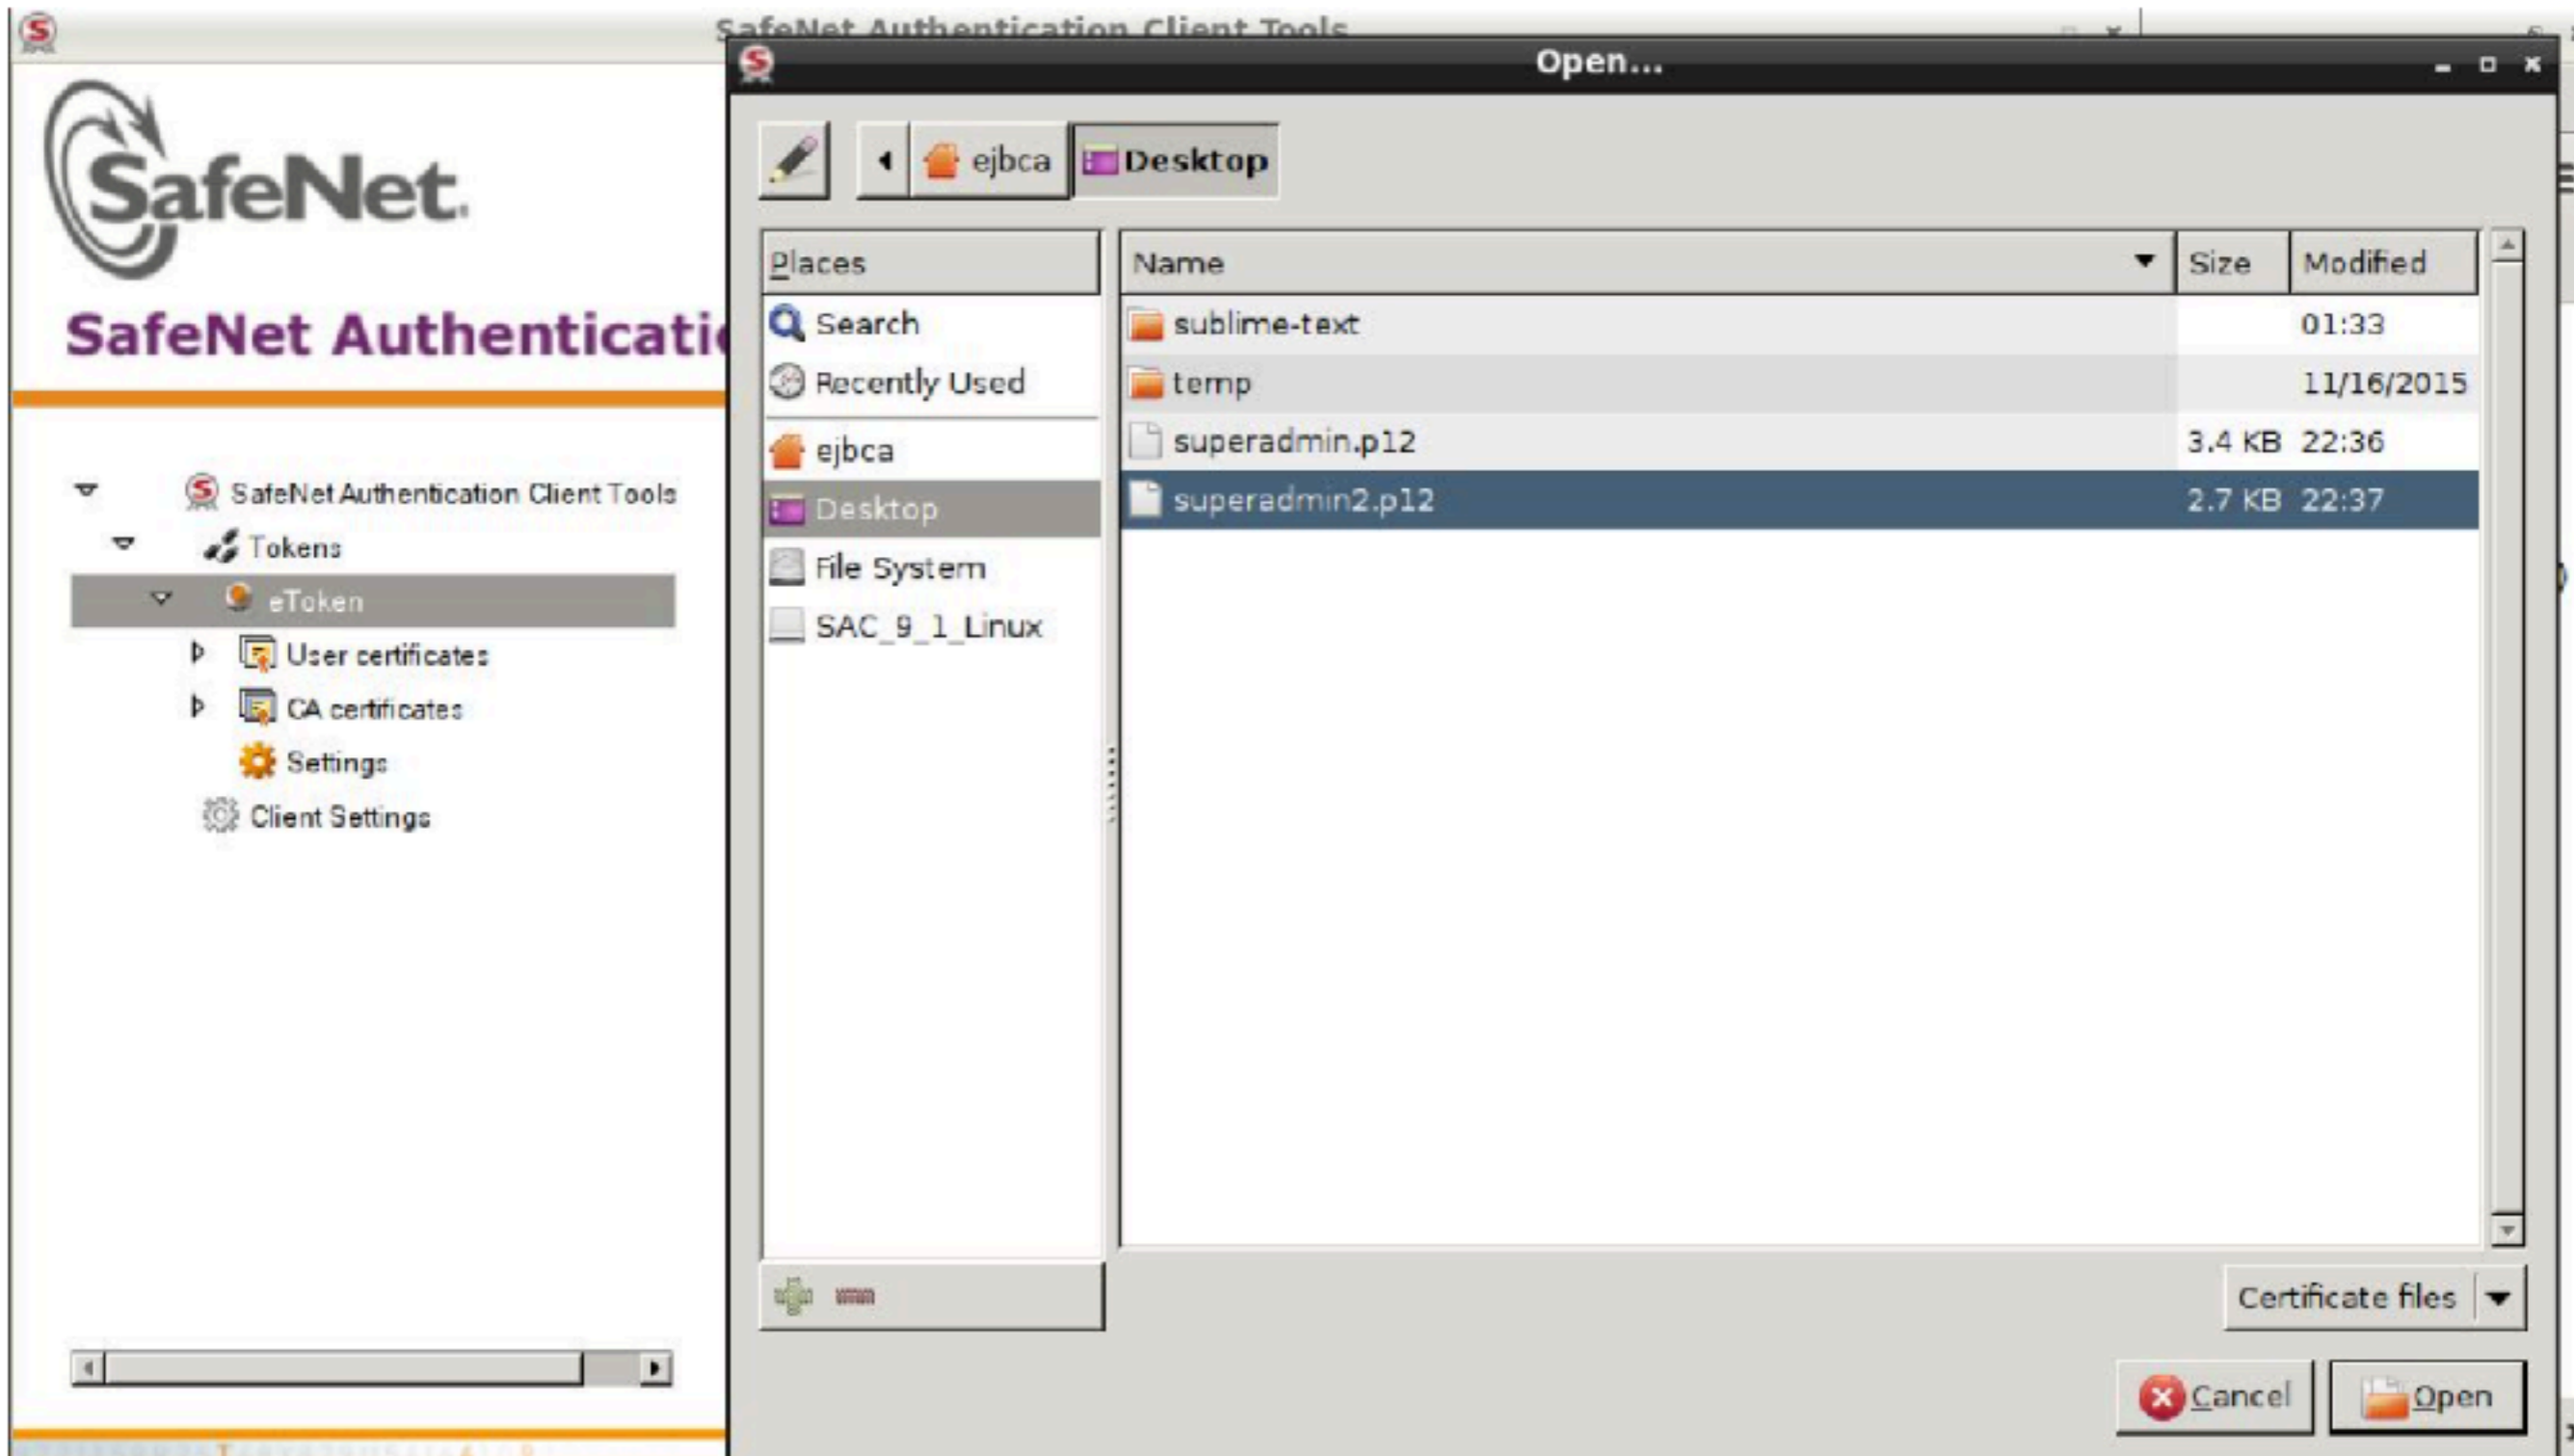 SafeNet Authentication Client Tools
Open...
SafeNet.
SafeNet Authenticatio
SafeNet Authentication Client Tools
Tokens
eToken
User certificates
CA certificates
Settings
Client Settings
ejbca
Desktop
Places
Search
Recently Used
ejbca
Desktop
File System
SAC_9_1_Linux
Name Size Modified
sublime-text 01:33
temp 11/16/2015
superadmin.p12 3.4 KB 22:36
superadmin2.p12 2.7 KB 22:37
Certificate files
Cancel
Open